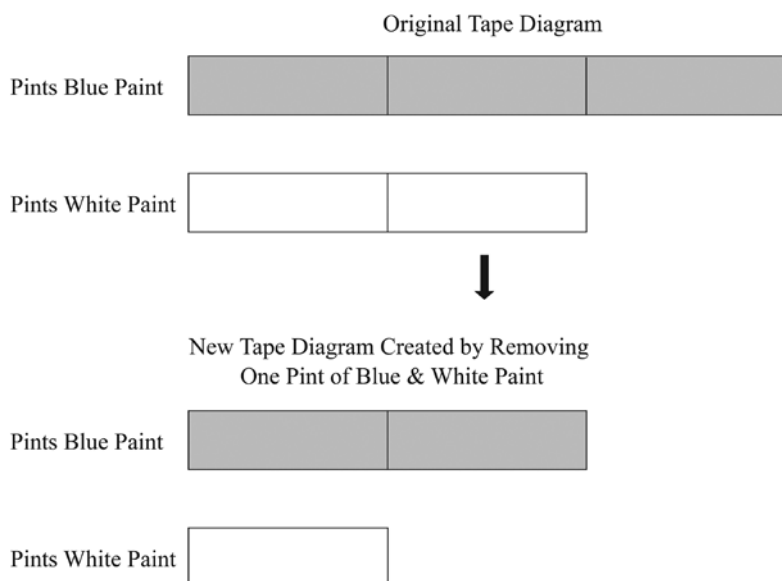 Original Tape Diagram
Pints Blue Paint
Pints White Paint
New Tape Diagram Created by Removing
One Pint of Blue & White Paint
Pints Blue Paint
Pints White Paint